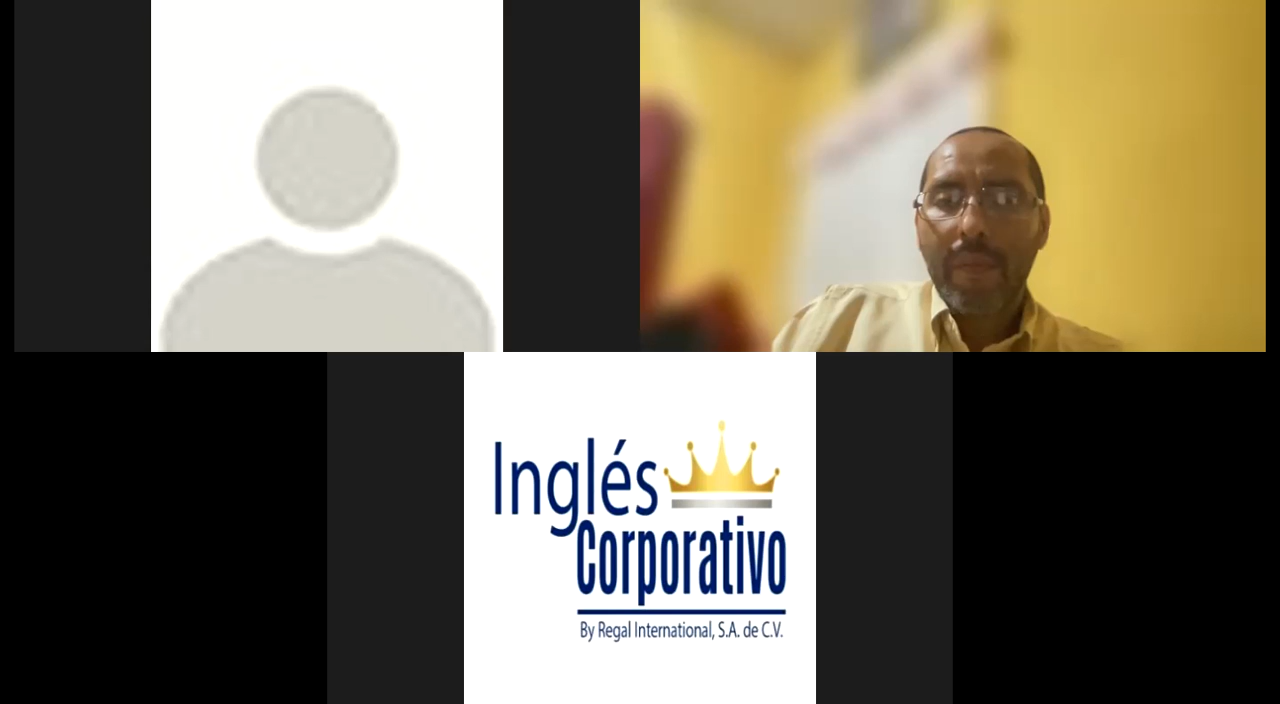 Inglés
Corporativo
By Regal International, S.A. de C.V.